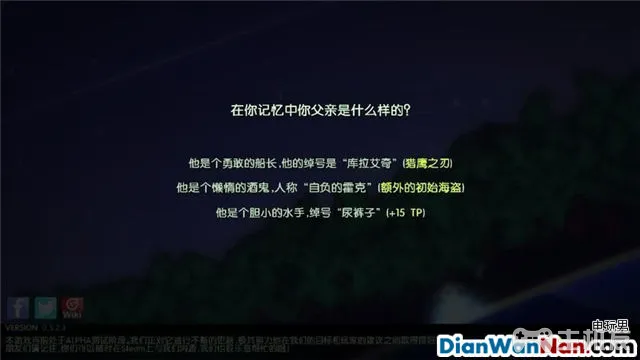 在你记忆中你父亲是什么样的?
他是个勇敢的船长,他的绰号是“库拉艾奇”(猎鹰之刃)
他是个懒惰的酒鬼,人称“自负的霍克”(额外的初始海盗)
他是个胆小的水手,绰号“尿裤子”(+15 TP)
Wiki
VERSION 0.3.2.3
电玩男
DianWanNan.com